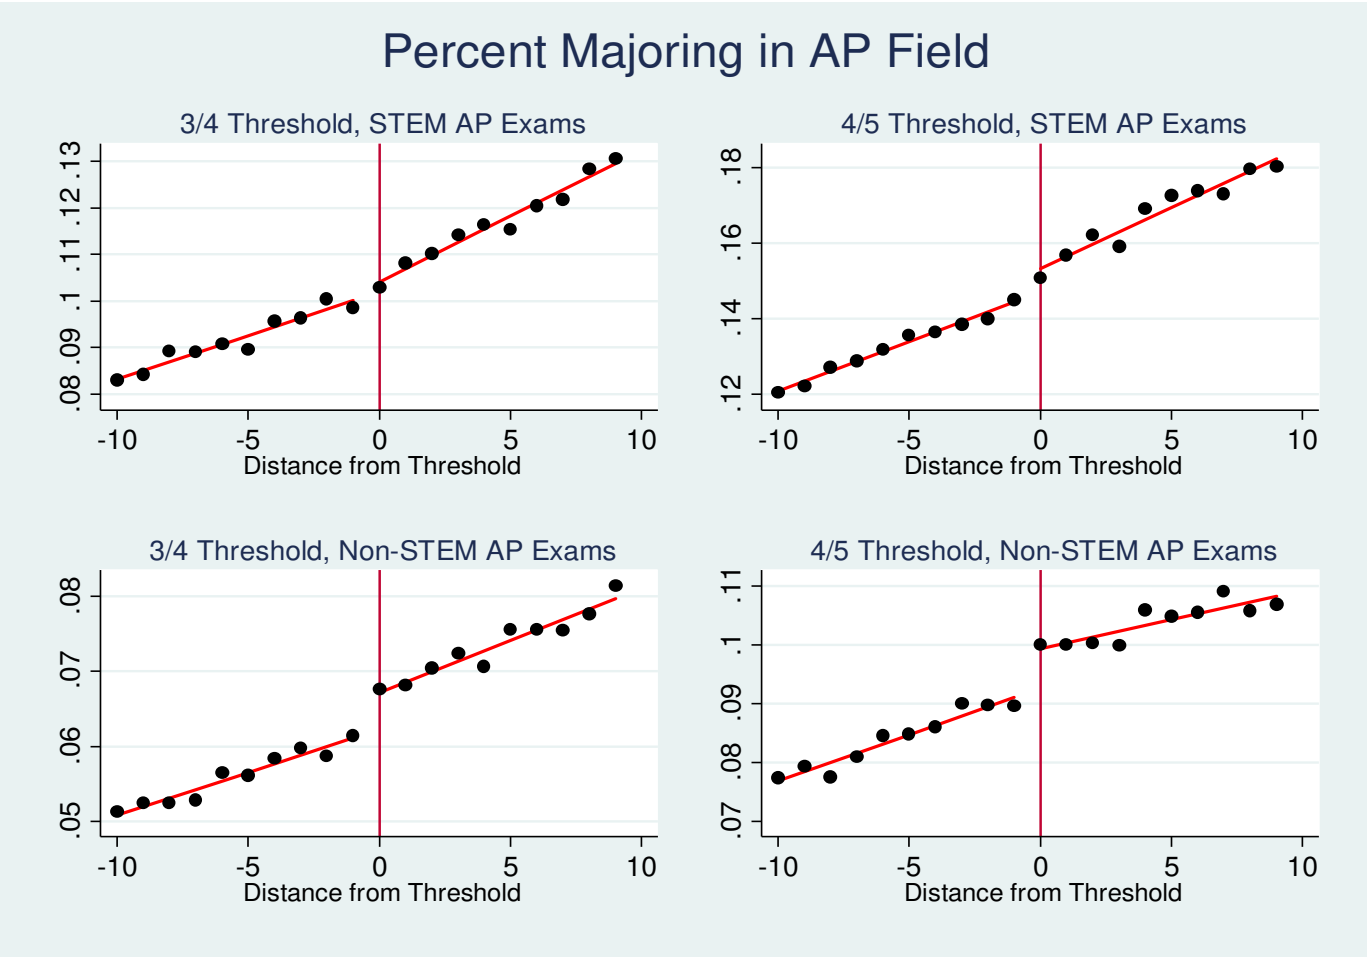 Percent Majoring in AP Field
3/4 Threshold, STEM AP Exams
.13
.12
.11
.1
.09
.08
-10 -5 0 5 10
Distance from Threshold
4/5 Threshold, STEM AP Exams
.18
.16
.14
.12
-10 -5 0 5 10
Distance from Threshold
3/4 Threshold, Non-STEM AP Exams
.08
.07
.06
.05
-10 -5 0 5 10
Distance from Threshold
4/5 Threshold, Non-STEM AP Exams
.11
.1
.09
.08
.07
-10 -5 0 5 10
Distance from Threshold